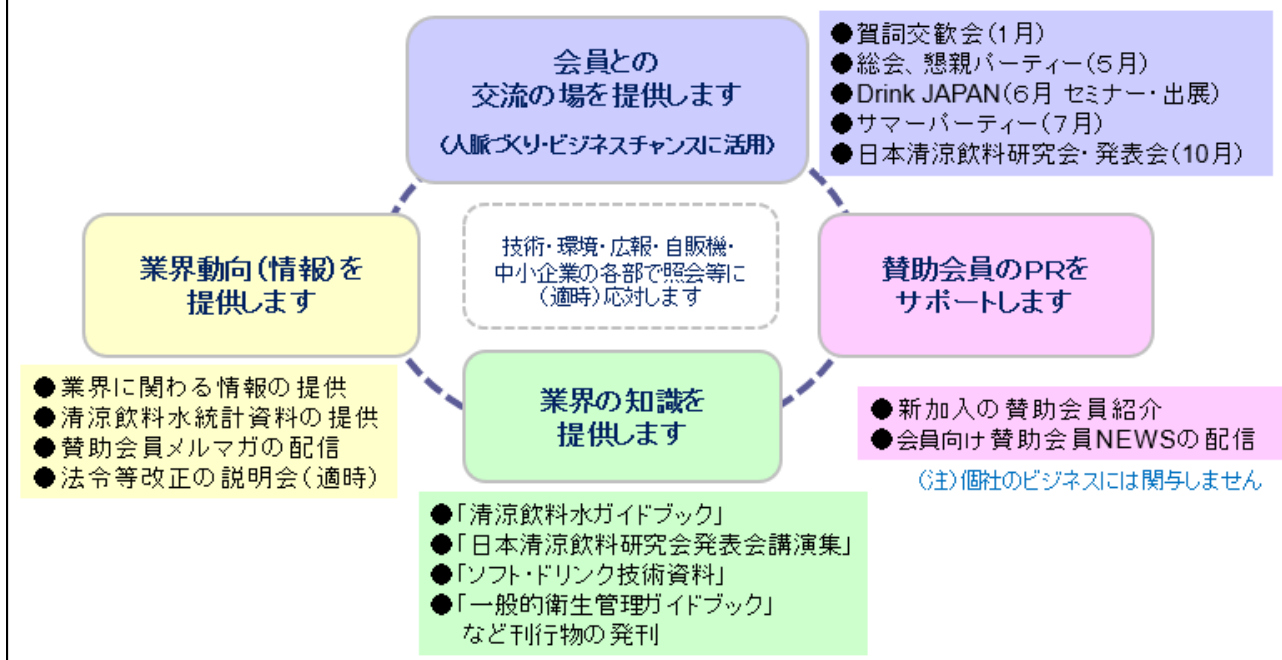 会員との
交流の場を提供します
(人脈づくり・ビジネスチャンスに活用)
●賀詞交歓会(1月)
●総会、懇親パーティー(5月)
●Drink JAPAN(6月 セミナー・出展)
●サマーパーティー(7月)
●日本清涼飲料研究会・発表会(10月)
業界動向(情報)を
提供します
技術・環境・広報・自販機・
中小企業の各部で照会等に
(適時)応対します
賛助会員のPRを
サポートします
●業界に関わる情報の提供
●清涼飲料水統計資料の提供
●賛助会員メルマガの配信
●法令等改正の説明会(適時)
業界の知識を
提供します
●新加入の賛助会員紹介
●会員向け賛助会員NEWSの配信
(注)個社のビジネスには関与しません
●「清涼飲料水ガイドブック」
●「日本清涼飲料研究会発表会講演集」
●「ソフト・ドリンク技術資料」
●「一般的衛生管理ガイドブック」
など刊行物の発刊